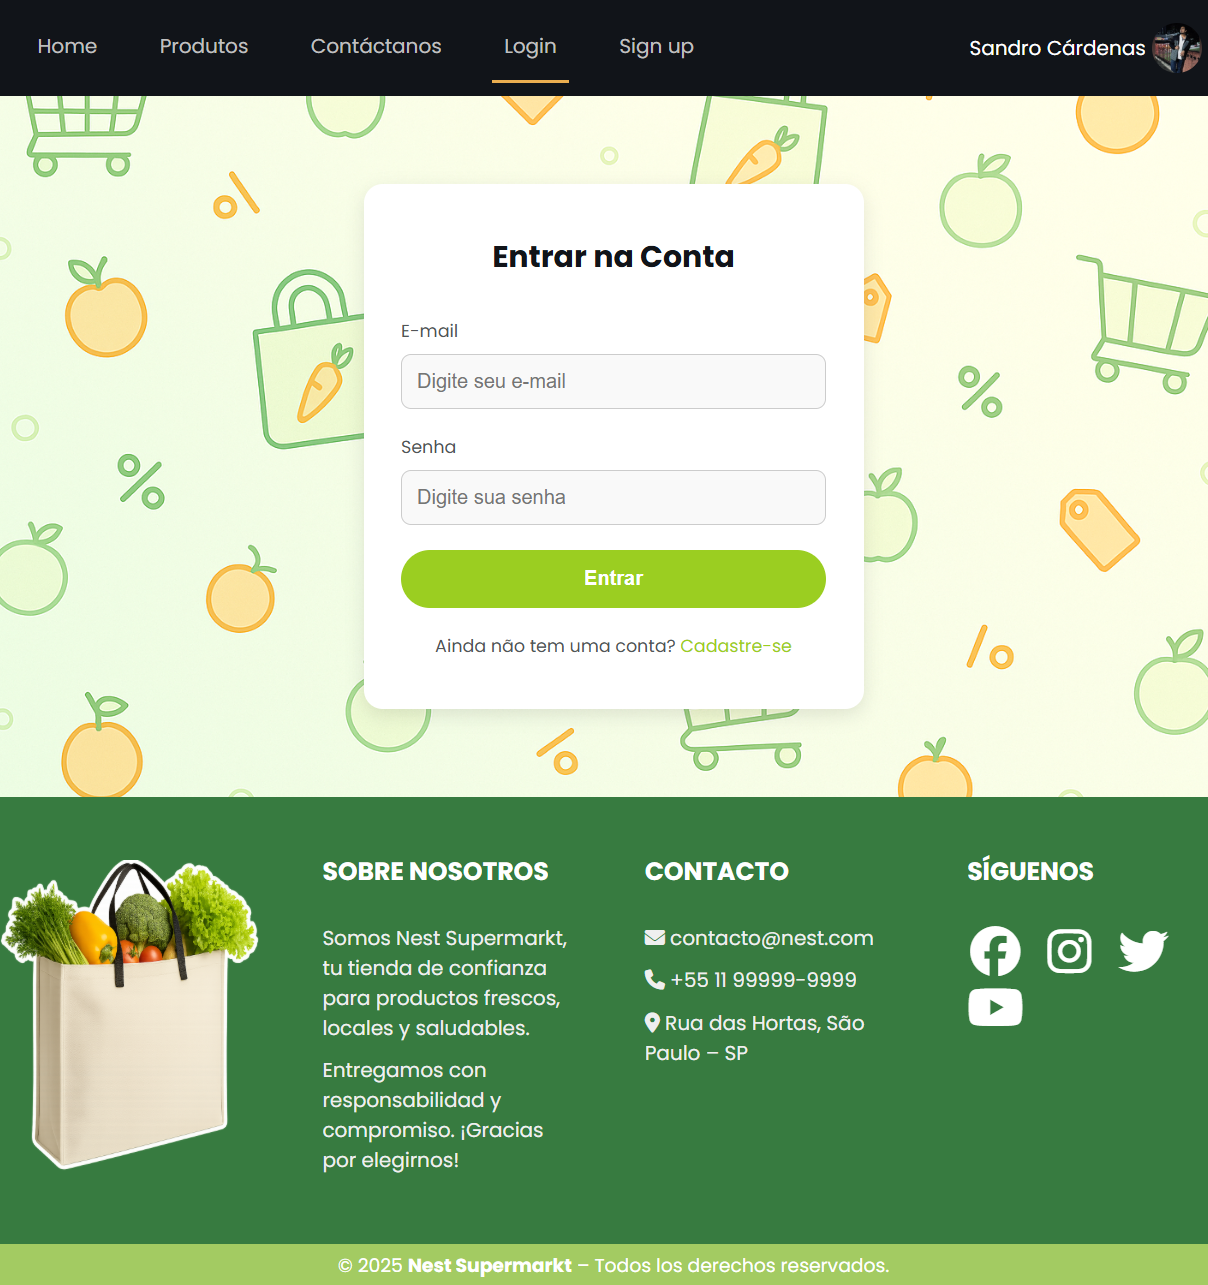 Home Produtos Contáctanos Login Sign up Sandro Cárdenas
Entrar na Conta
E-mail
Digite seu e-mail
Senha
Digite sua senha
Entrar
Ainda não tem uma conta? Cadastre-se
SOBRE NOSOTROS
Somos Nest Supermarkt,
tu tienda de confianza
para productos frescos,
locales y saludables.
Entregamos con
responsabilidad y
compromiso. ¡Gracias
por elegirnos!
CONTACTO
contacto@nest.com
+55 11 99999-9999
Rua das Hortas, São
Paulo – SP
SÍGUENOS
© 2025 Nest Supermarkt – Todos los derechos reservados.